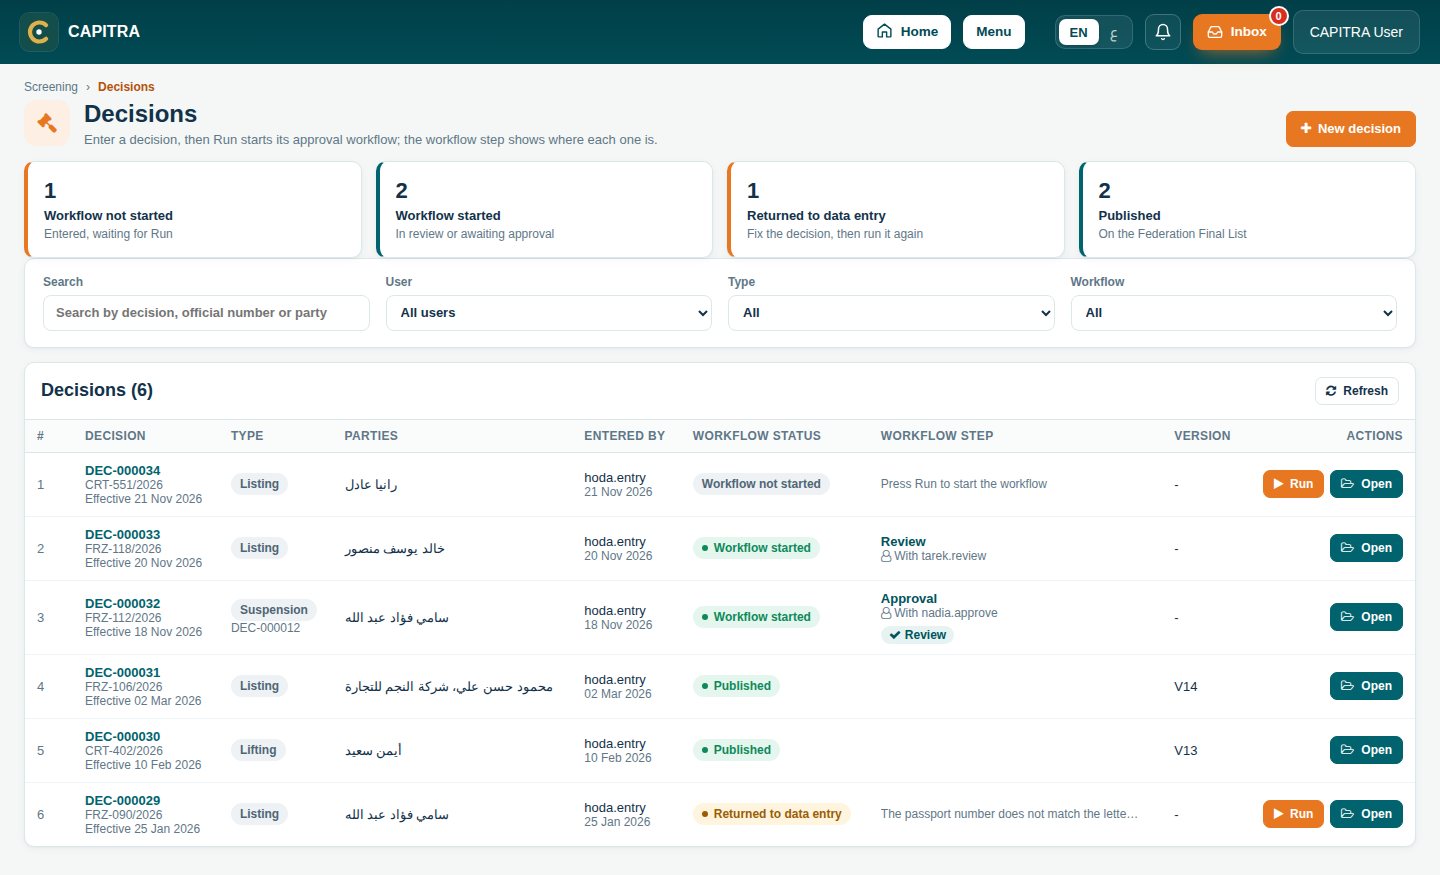 CAPITRA
Home
Menu
EN
ع
Inbox
0
CAPITRA User
Screening › Decisions
Decisions
Enter a decision, then Run starts its approval workflow; the workflow step shows where each one is.
New decision
1
Workflow not started
Entered, waiting for Run
2
Workflow started
In review or awaiting approval
1
Returned to data entry
Fix the decision, then run it again
2
Published
On the Federation Final List
Search
Search by decision, official number or party
User
All users
Type
All
Workflow
All
Decisions (6)
Refresh
# DECISION TYPE PARTIES ENTERED BY WORKFLOW STATUS WORKFLOW STEP VERSION ACTIONS
1
DEC-000034
CRT-551/2026
Effective 21 Nov 2026
Listing
رانيا عادل
hoda.entry
21 Nov 2026
Workflow not started
Press Run to start the workflow
-
Run
Open
2
DEC-000033
FRZ-118/2026
Effective 20 Nov 2026
Listing
خالد يوسف منصور
hoda.entry
20 Nov 2026
Workflow started
Review
With tarek.review
-
Open
3
DEC-000032
FRZ-112/2026
Effective 18 Nov 2026
Suspension
DEC-000012
سامي فؤاد عبد الله
hoda.entry
18 Nov 2026
Workflow started
Approval
With nadia.approve
Review
-
Open
4
DEC-000031
FRZ-106/2026
Effective 02 Mar 2026
Listing
محمود حسن علي، شركة النجم للتجارة
hoda.entry
02 Mar 2026
Published
V14
Open
5
DEC-000030
CRT-402/2026
Effective 10 Feb 2026
Lifting
أيمن سعيد
hoda.entry
10 Feb 2026
Published
V13
Open
6
DEC-000029
FRZ-090/2026
Effective 25 Jan 2026
Listing
سامي فؤاد عبد الله
hoda.entry
25 Jan 2026
Returned to data entry
The passport number does not match the lette…
-
Run
Open